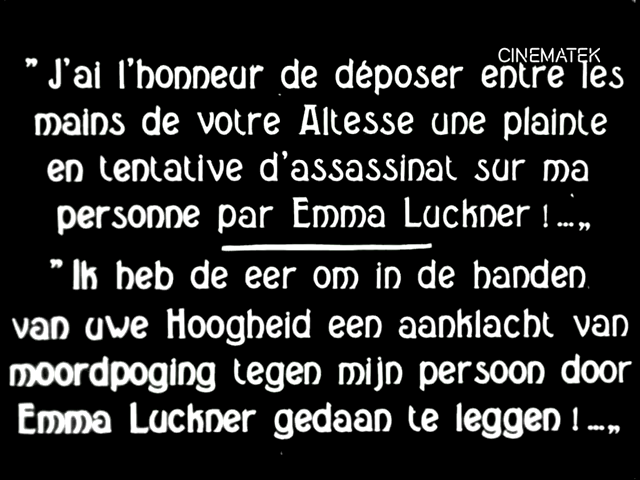 CINEMATEK
"J'ai l'honneur de déposer entre les
mains de votre Altesse une plainte
en tentative d'assassinat sur ma
personne par Emma Luckner !...„
"Ik heb de eer om in de handen
van uwe Hoogheid een aanklacht van
moordpoging tegen mijn persoon door
Emma Luckner gedaan te leggen !...„